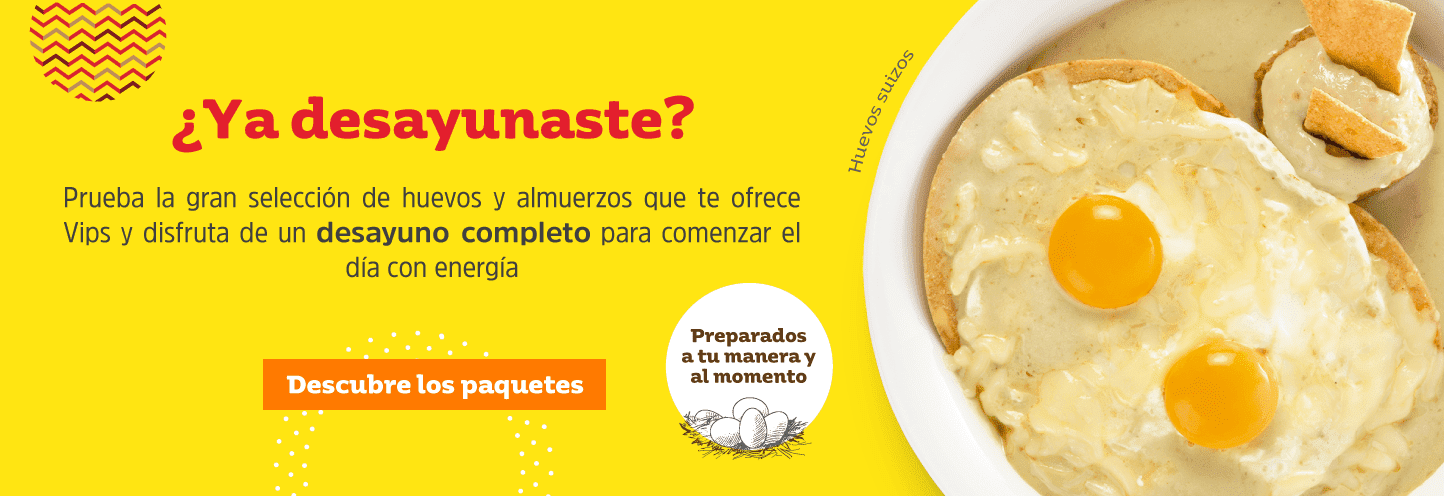 ¿Ya desayunaste?
Prueba la gran selección de huevos y almuerzos que te ofrece
Vips y disfruta de un desayuno completo para comenzar el
día con energía
Descubre los paquetes
Preparados
a tu manera y
al momento
Huevos suizos